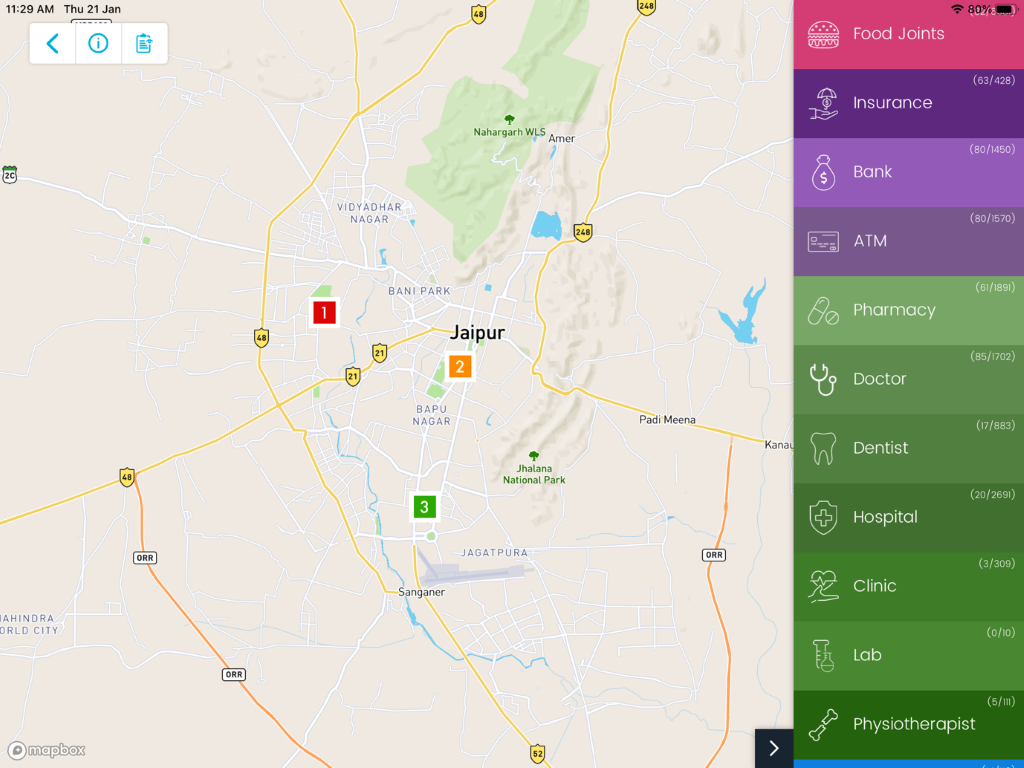 11:29 AM Thu 21 Jan
80%
48
248
Food Joints
(63/428)
Insurance
(80/1450)
Bank
(80/1570)
ATM
(61/1891)
Pharmacy
(85/1702)
Doctor
(17/883)
Dentist
(20/2691)
Hospital
(3/309)
Clinic
(0/10)
Lab
(5/111)
Physiotherapist
Nahargarh WLS
Amer
2C
VIDYADHAR
NAGAR
248
BANI PARK
1
Jaipur
48
21
2
21
BAPU
NAGAR
Padi Meena
Kanau
Jhalana
National Park
48
3
ORR
JAGATPURA
ORR
Sanganer
AHINDRA
ORLD CITY
ORR
52
mapbox